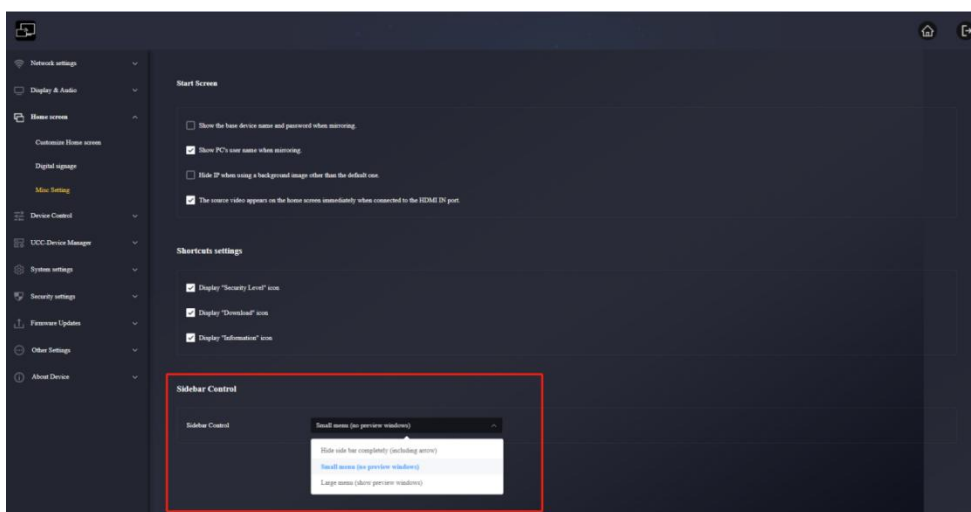 Network settings
Display & Audio
Home screen
Customize Home screen
Digital signage
Misc Setting
Device Control
UCC-Device Manager
System settings
Security settings
Firmware Updates
Other Settings
About Device
Start Screen
Show the base device name and password when mirroring.
Show PC's user name when mirroring.
Hide IP when using a background image other than the default one.
The source video appears on the home screen immediately when connected to the HDMI IN port.
Shortcuts settings
Display "Security Level" icon
Display "Download" icon
Display "Information" icon
Sidebar Control
Sidebar Control
Small menu (no preview windows)
Hide side bar completely (including arrow)
Small menu (no preview windows)
Large menu (show preview windows)